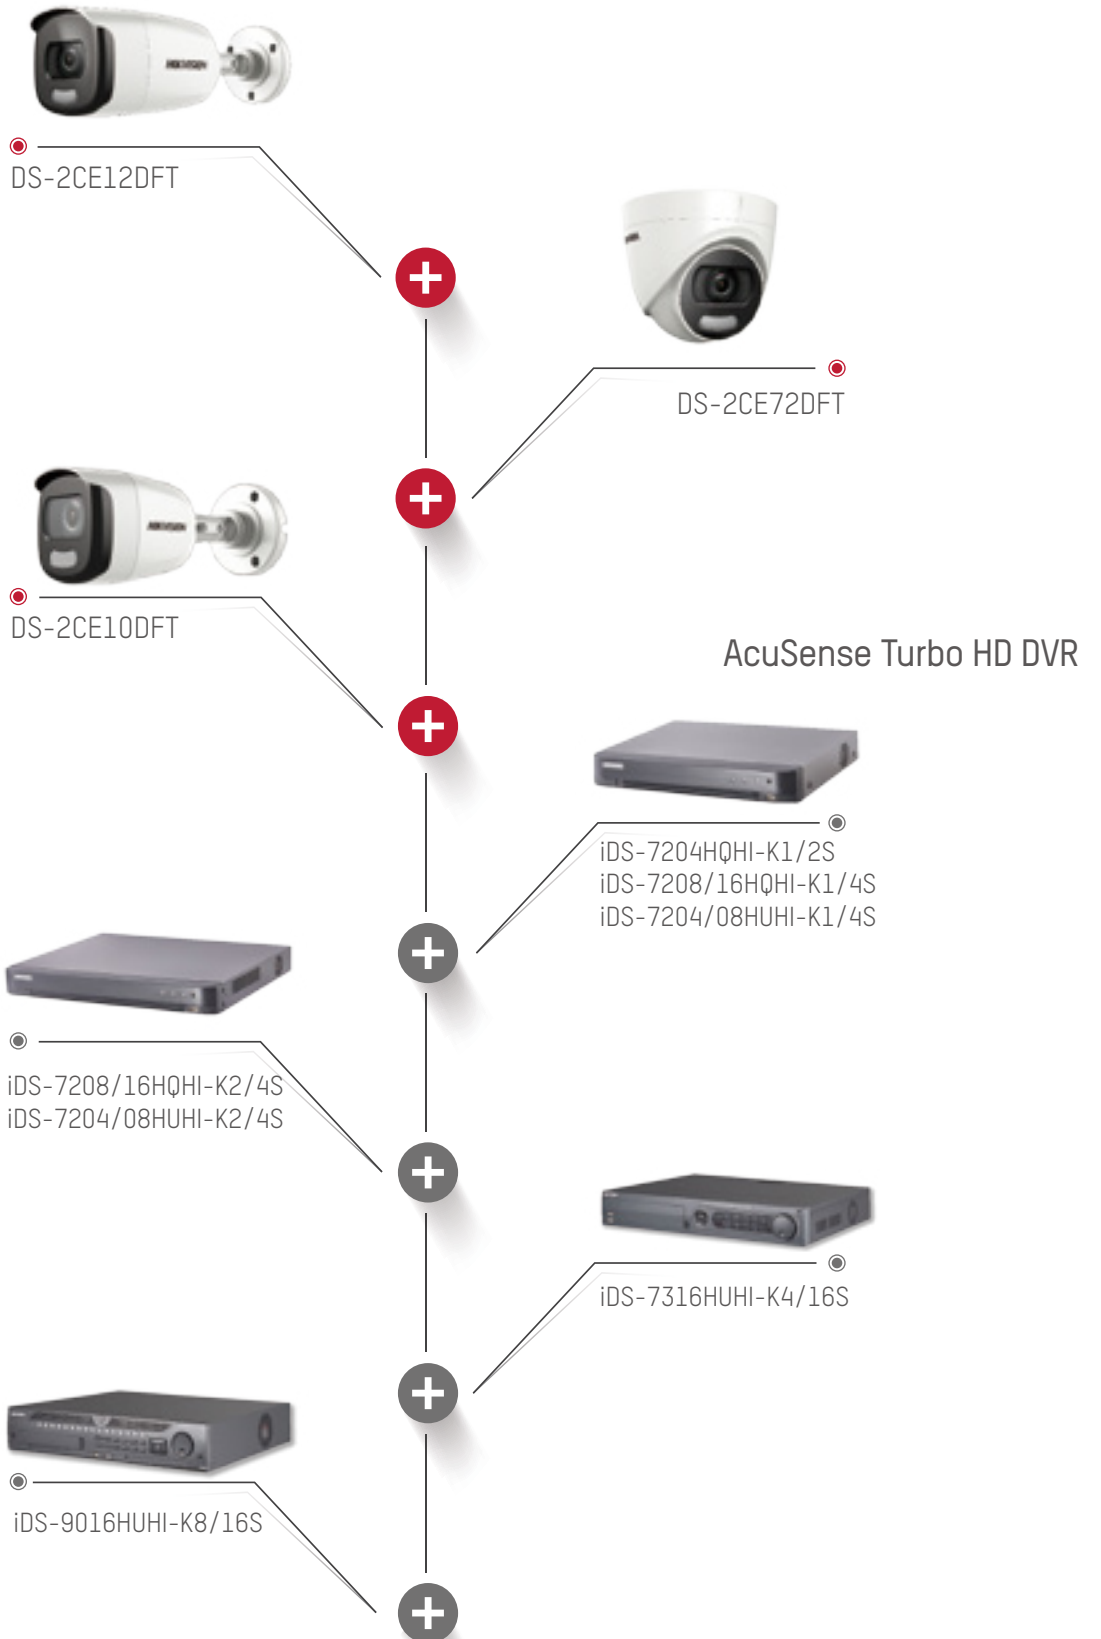 HIKVISION
DS-2CE12DFT
DS-2CE72DFT
HIKVISION
DS-2CE10DFT
AcuSense Turbo HD DVR
iDS-7204HQHI-K1/2S
iDS-7208/16HQHI-K1/4S
iDS-7204/08HUHI-K1/4S
iDS-7208/16HQHI-K2/4S
iDS-7204/08HUHI-K2/4S
iDS-7316HUHI-K4/16S
iDS-9016HUHI-K8/16S